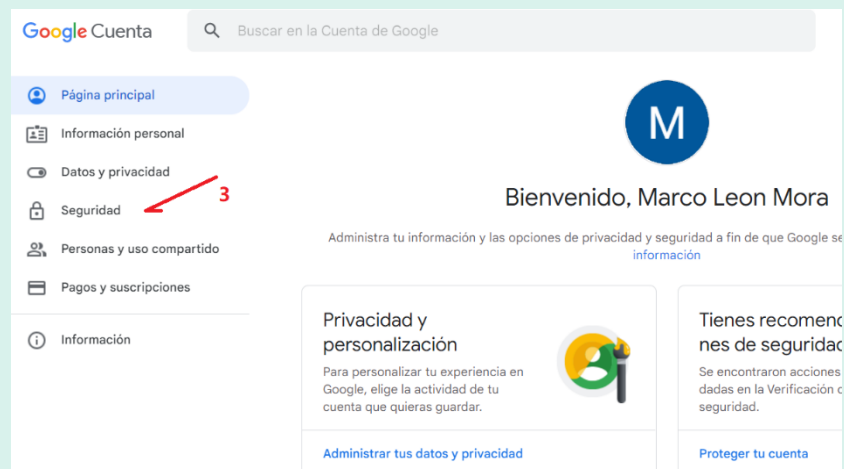 Google Cuenta
Buscar en la Cuenta de Google
Página principal
Información personal
Datos y privacidad
3
Seguridad
Personas y uso compartido
Pagos y suscripciones
Información
M
Bienvenido, Marco Leon Mora
Administra tu información y las opciones de privacidad y seguridad a fin de que Google se
información
Privacidad y
personalización
Para personalizar tu experiencia en
Google, elige la actividad de tu
cuenta que quieras guardar.
Administrar tus datos y privacidad
Tienes recomend
nes de seguridad
Se encontraron acciones
dadas en la Verificación
seguridad.
Proteger tu cuenta